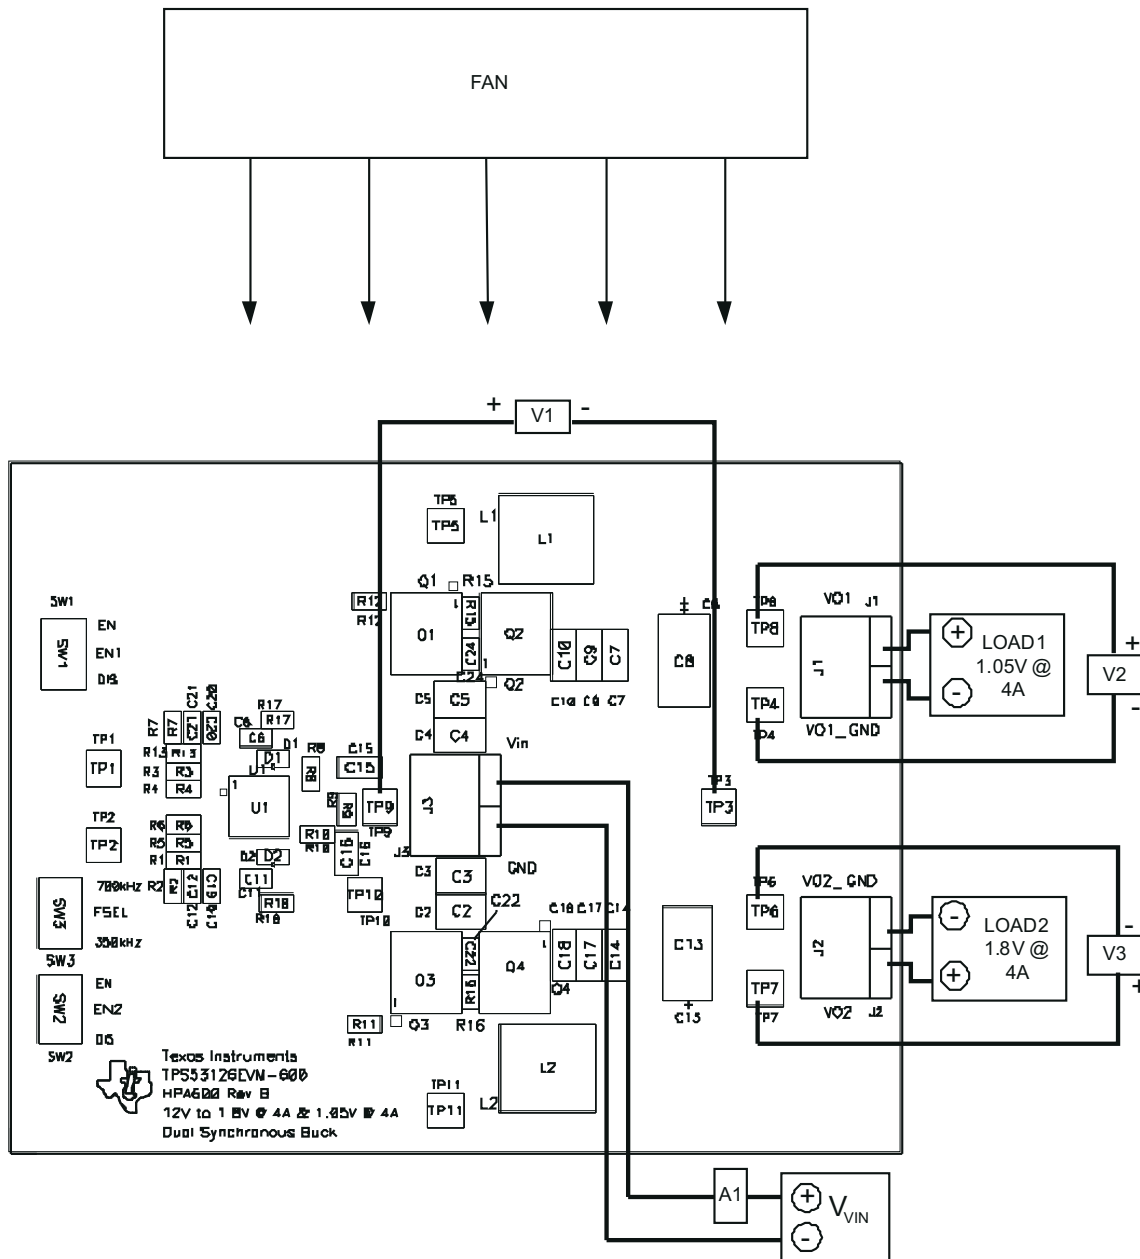 FAN
+ V1 -
TP5
TP5
L1
L1
Q1
R15
R12
R12
Q1
R15
Q2
C24
C24
Q2
C10 C9 C7
C10 C9 C7
C8
SW1
SW1
EN
EN1
DIS
TP8
TP8
VO1 J1
J1
TP4
TP4
VO1_GND
+
LOAD1
1.05V @
4A
-
+
V2
-
C5 C5
C4 C4
Vin
C21
C20
R17
R7 R7 C21 C20
C6
C6
R17
R13 R13
R3 R3
R4 R4
D1
D1
U1
U1
R8
R8
C15
C15
TP1
TP1
R9
R9
TP9
TP9
J3
J3
TP3
TP3
TP2
TP2
R6 R6
R5 R5
R1 R1
R10
R10
D2 D2
C16
C16
C3 C3
GND
C22
700kHz
FSEL
350kHz
SW3
SW3
R2 R2 C12 C19
C12 C19
C11
C11
R18
R18
TP10
TP10
C2 C2
C18 C17 C14
C18 C17 C14
Q3
Q3
C22
R16
R16
Q4
Q4
C13
TP6
VO2_GND
J2
VO2 J2
TP7
TP7
-
LOAD2
1.8V @
4A
+
-
V3
+
SW2
SW2
EN
EN2
DIS
R11
R11
L2
L2
TP11
TP11
Texas Instruments
TPS53126EVM-600
HPA600 Rev B
12V to 1.8V @ 4A & 1.05V @ 4A
Dual Synchronous Buck
A1
+
-
VVIN